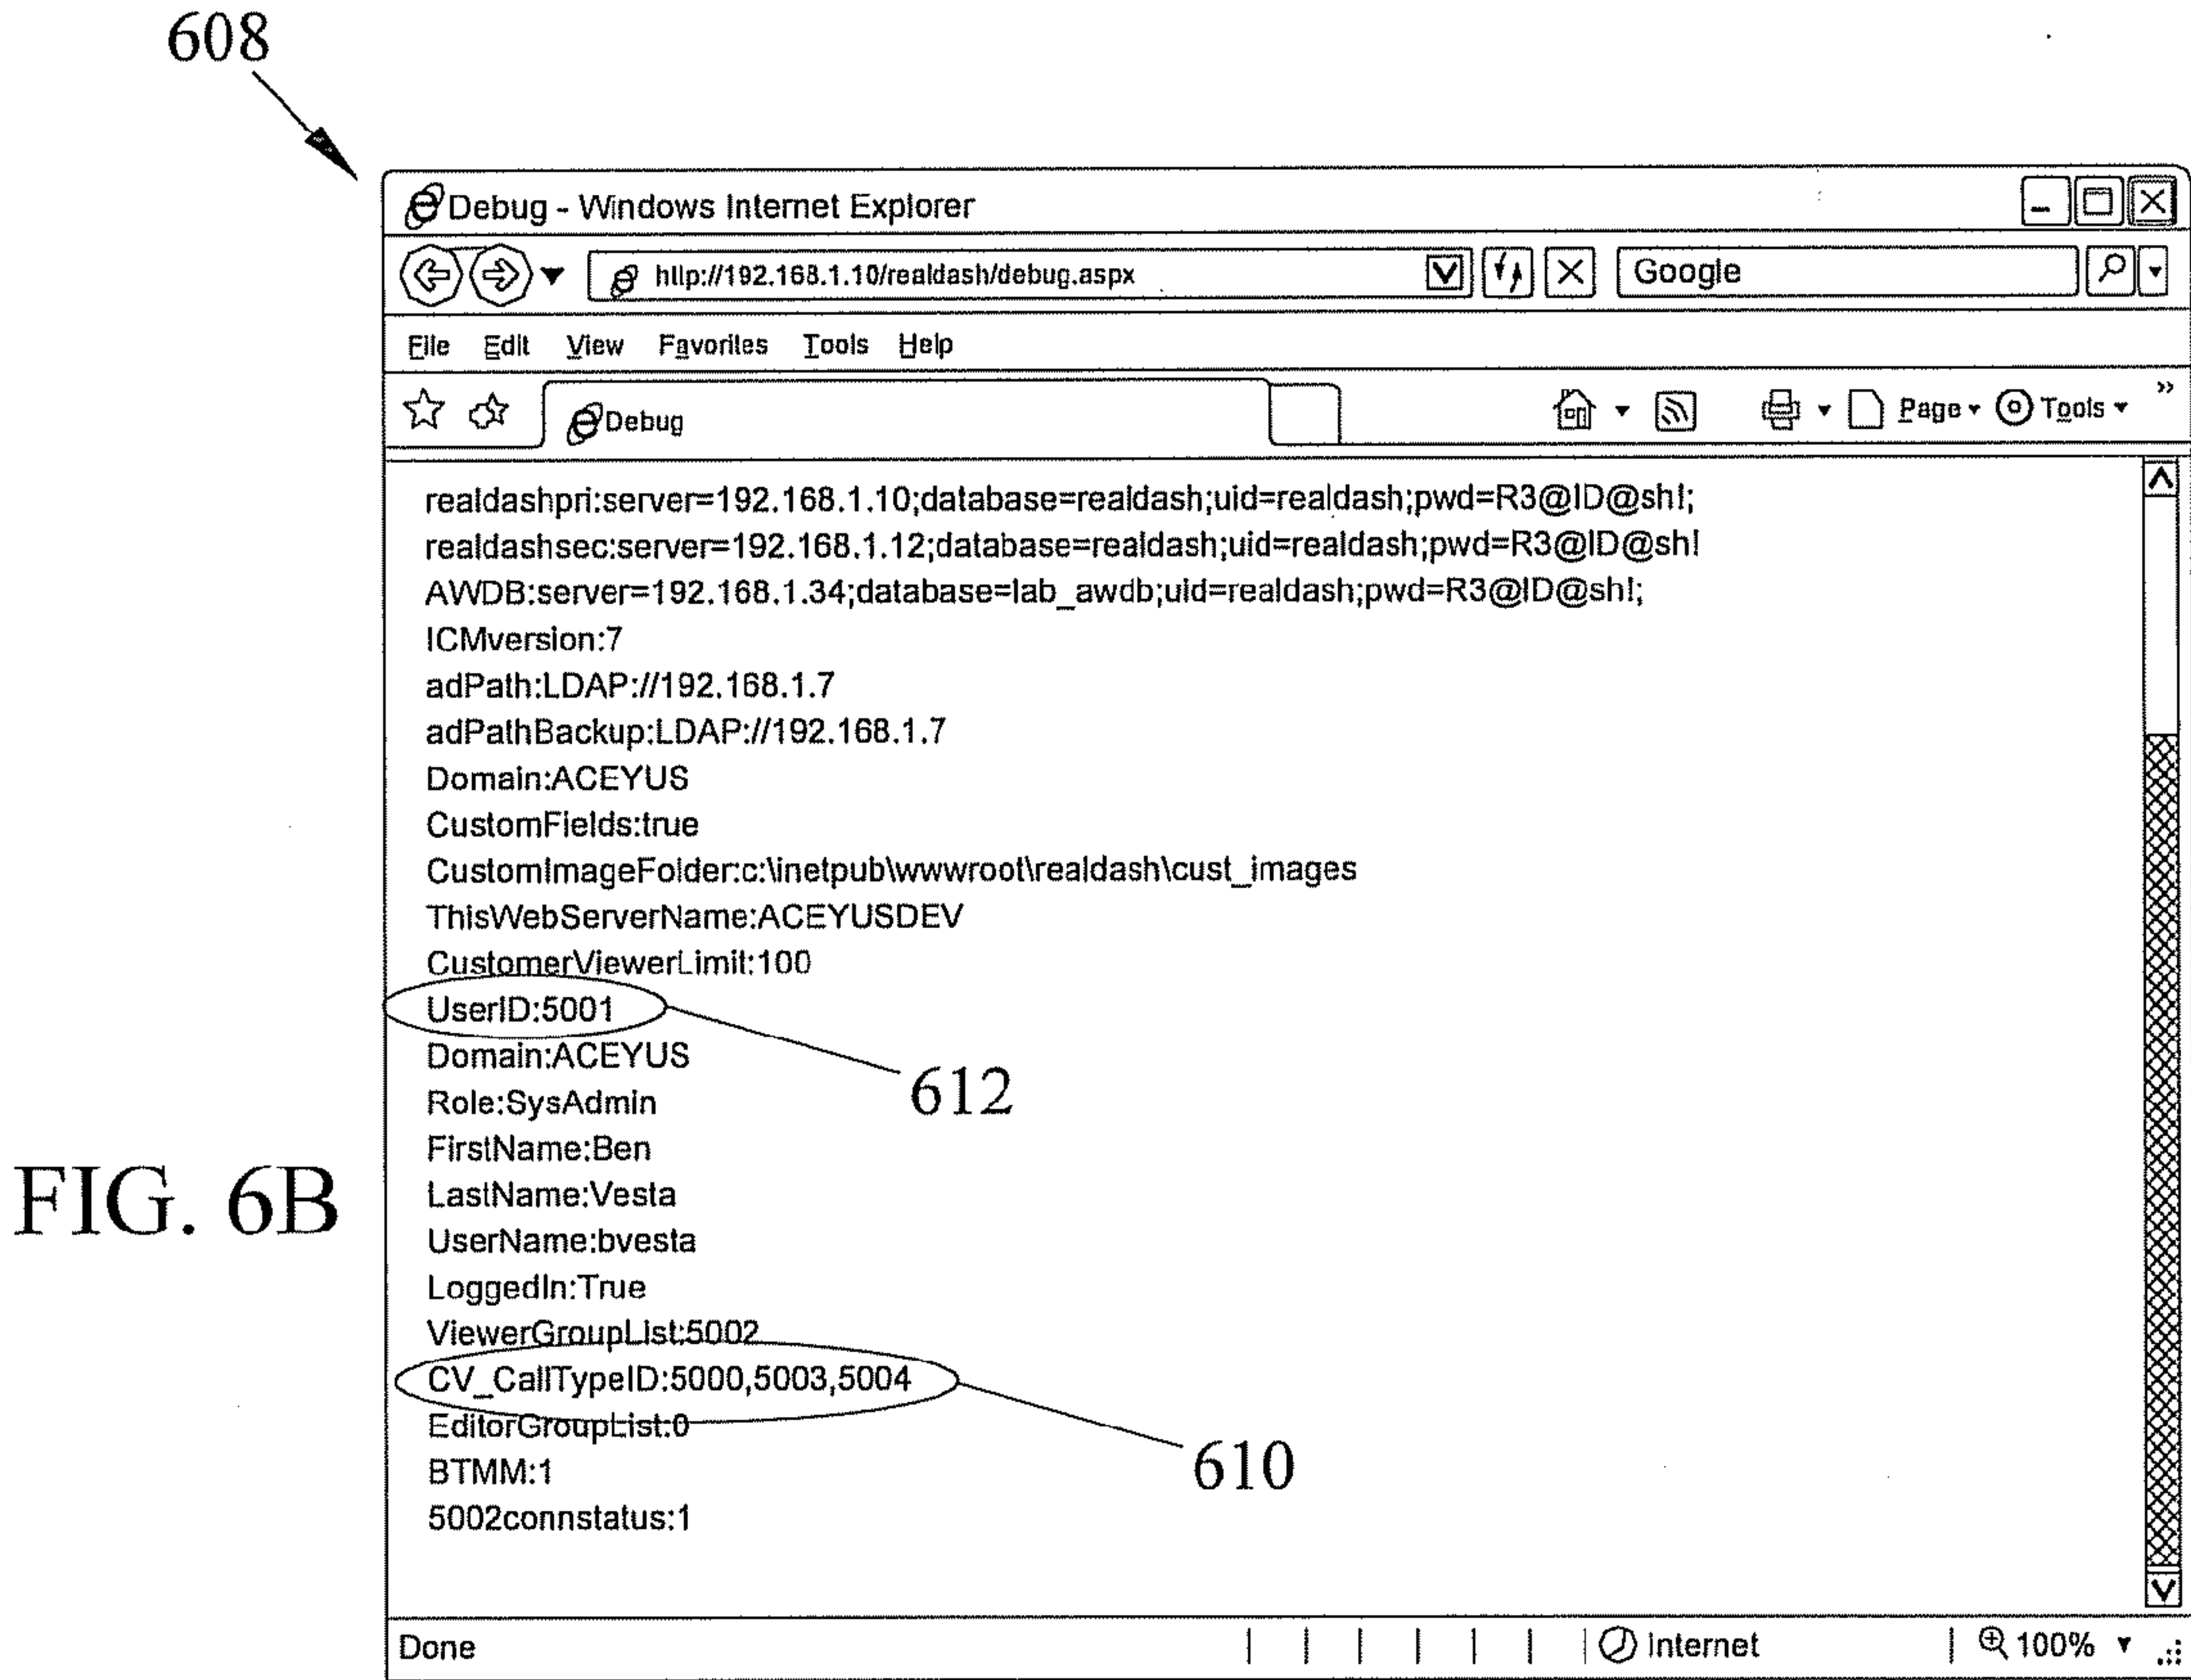 608
Debug - Windows Internet Explorer
http://192.168.1.10/realdash/debug.aspx
Google
File Edit View Favorites Tools Help
Debug
Page Tools »
realdashpri:server=192.168.1.10;database=realdash;uid=realdash;pwd=R3@lD@sh!;
realdashsec:server=192.168.1.12;database=realdash;uid=realdash;pwd=R3@lD@sh!
AWDB:server=192.168.1.34;database=lab_awdb;uid=realdash;pwd=R3@lD@sh!;
ICMversion:7
adPath:LDAP://192.168.1.7
adPathBackup:LDAP://192.168.1.7
Domain:ACEYUS
CustomFields:true
CustomImageFolder:c:\inetpub\wwwroot\realdash\cust_images
ThisWebServerName:ACEYUSDEV
CustomerViewerLimit:100
UserID:5001
Domain:ACEYUS
612
Role:SysAdmin
FirstName:Ben
LastName:Vesta
FIG. 6B
UserName:bvesta
LoggedIn:True
ViewerGroupList:5002
CV_CallTypeID:5000,5003,5004
EditorGroupList:0
610
BTMM:1
5002connstatus:1
Done
Internet
100%